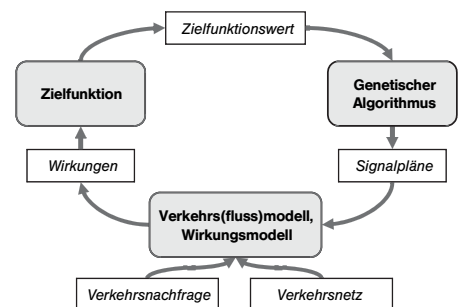 Zielfunktionswert
Zielfunktion
Genetischer
Algorithmus
Wirkungen
Signalpläne
Verkehrs(fluss)modell,
Wirkungsmodell
Verkehrsnachfrage
Verkehrsnetz